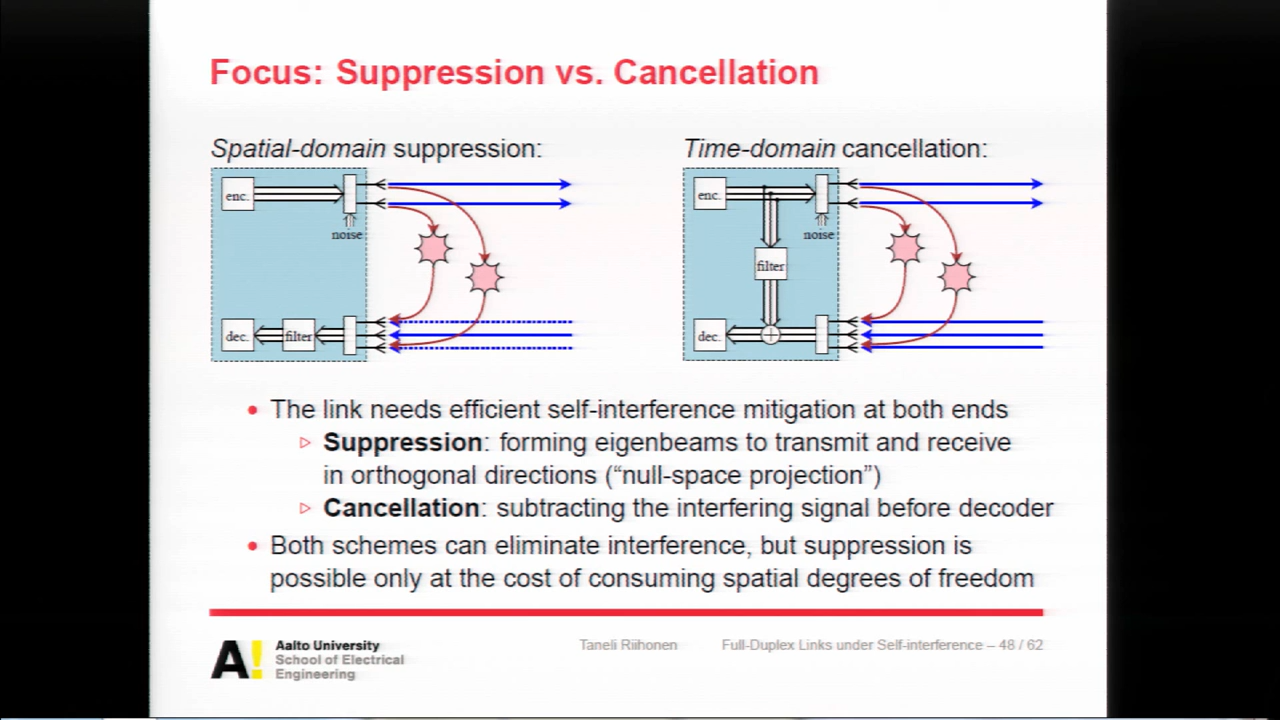 Focus: Suppression vs. Cancellation
Spatial-domain suppression:
enc.
noise
dec.
filter
Time-domain cancellation:
enc.
noise
filter
dec.
• The link needs efficient self-interference mitigation at both ends
▷ Suppression: forming eigenbeams to transmit and receive
in orthogonal directions (“null-space projection”)
▷ Cancellation: subtracting the interfering signal before decoder
• Both schemes can eliminate interference, but suppression is
possible only at the cost of consuming spatial degrees of freedom
A!
Aalto University
School of Electrical
Engineering
Taneli Riihonen
Full-Duplex Links under Self-interference – 48 / 62